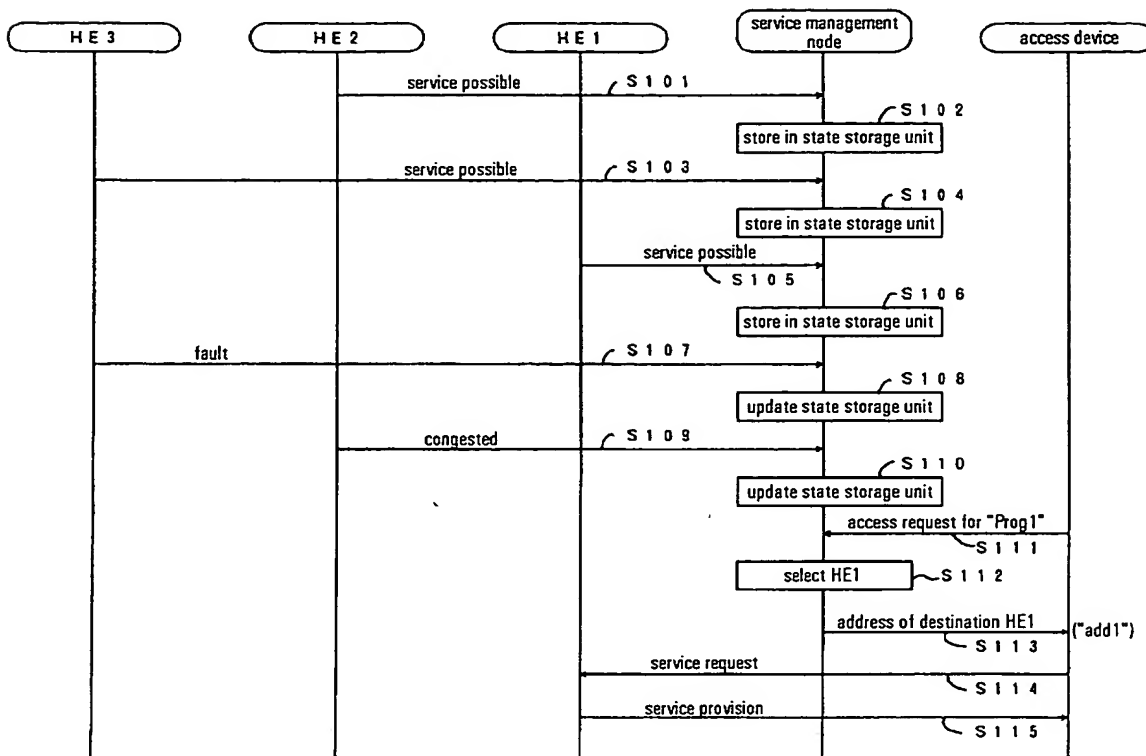 HE3
HE2
HE1
service management
node
access device
service possible
S101
S102
store in state storage unit
service possible
S103
S104
store in state storage unit
service possible
S105
S106
store in state storage unit
fault
S107
S108
update state storage unit
congested
S109
S110
update state storage unit
access request for "Prog1"
S111
select HE1
S112
address of destination HE1
("add1")
S113
service request
S114
service provision
S115